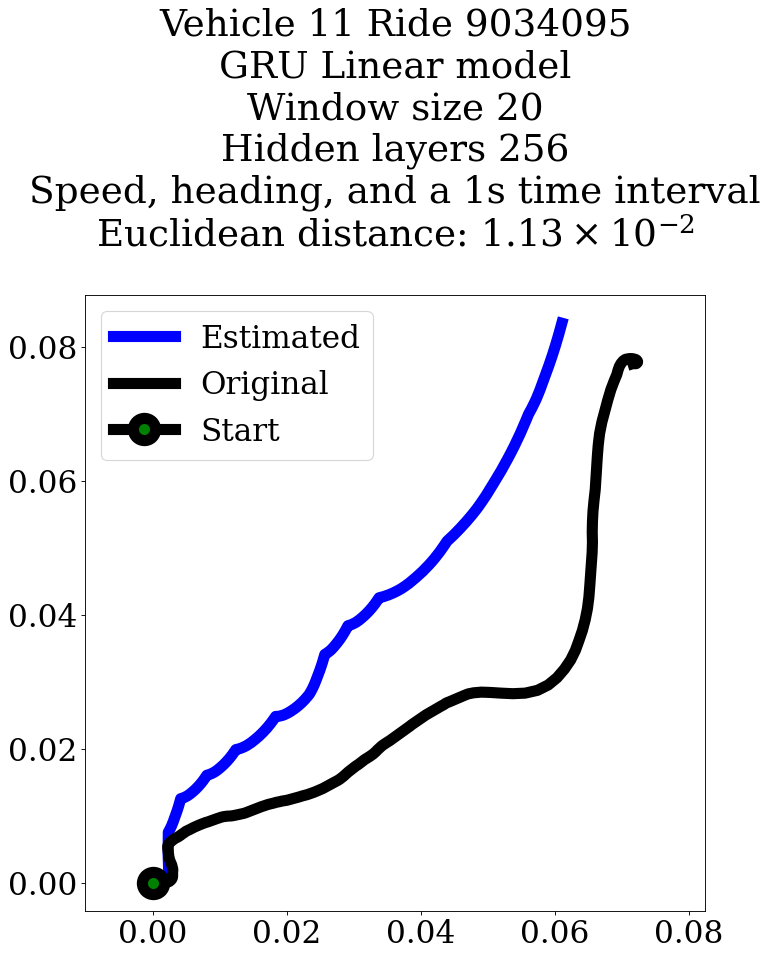 Vehicle 11 Ride 9034095
GRU Linear model
Window size 20
Hidden layers 256
Speed, heading, and a 1s time interval
Euclidean distance: 1.13 × 10⁻²
Estimated
Original
Start
0.08
0.06
0.04
0.02
0.00
0.00 0.02 0.04 0.06 0.08